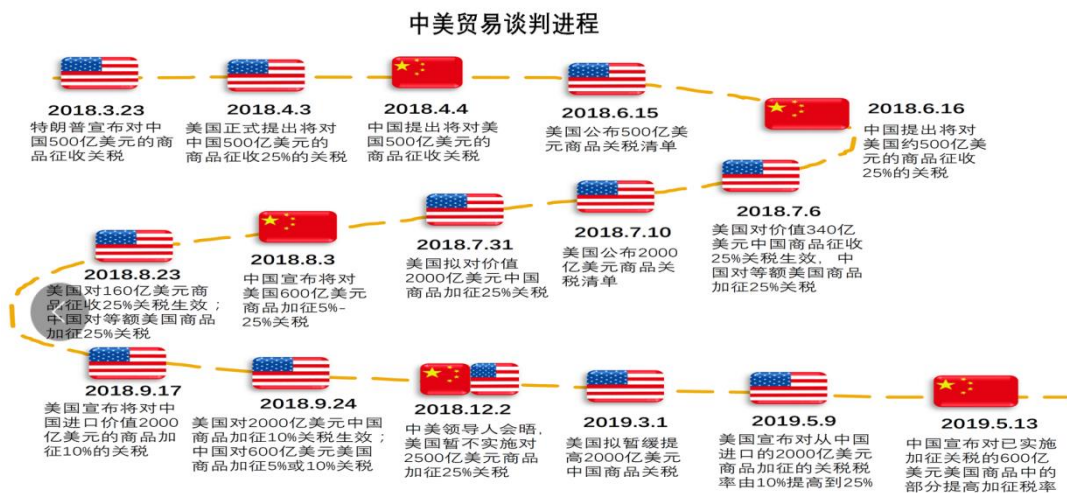 中美贸易谈判进程
2018.3.23
特朗普宣布对中
国500亿美元的商
品征收关税
2018.4.3
美国正式提出将对
中国500亿美元的
商品征收25%的关税
2018.4.4
中国提出将对美
国500亿美元的
商品征收关税
2018.6.15
美国公布500亿美
元商品关税清单
2018.6.16
中国提出将对
美国约500亿美
元的商品征收
25%的关税
2018.7.6
美国对价值340亿
美元中国商品征收
25%关税生效，中
国对等额美国商品
加征25%关税
2018.7.10
美国公布2000
亿美元商品关
税清单
2018.7.31
美国拟对价值
2000亿美元中国
商品加征25%关税
2018.8.3
中国宣布将对
美国600亿美元
商品加征5%-
25%关税
2018.8.23
美国对160亿美元商
品征收25%关税生效；
中国对等额美国商品
加征25%关税
2018.9.17
美国宣布将对中
国进口价值2000
亿美元的商品加
征10%的关税
2018.9.24
美国对2000亿美元中国
商品加征10%关税生效；
中国对600亿美元美国
商品加征5%或10%关税
2018.12.2
中美领导人会晤，
美国暂不实施对
2500亿美元商品
加征25%关税
2019.3.1
美国拟暂缓提
高2000亿美元
中国商品关税
2019.5.9
美国宣布对从中国
进口的2000亿美元
商品加征的关税税
率由10%提高到25%
2019.5.13
中国宣布对已实施
加征关税的600亿
美元美国商品中的
部分提高加征税率